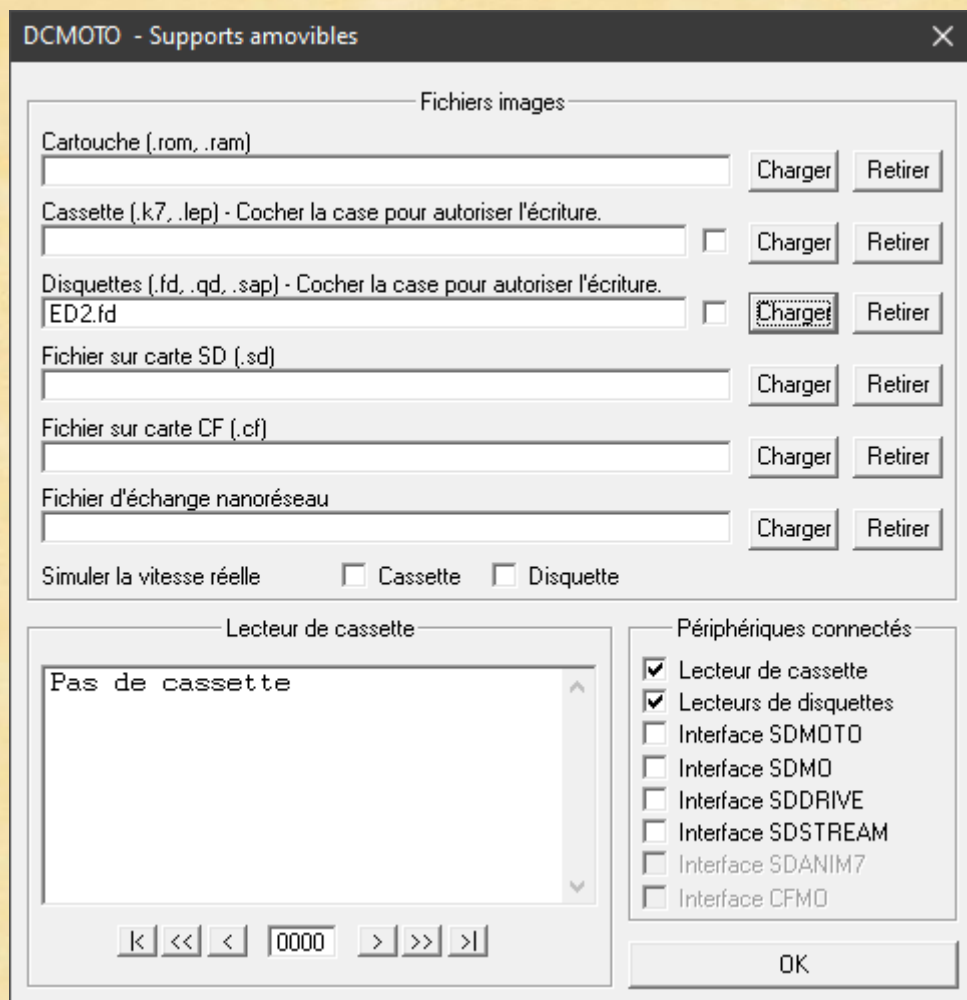 DCMOTO - Supports amovibles
Fichiers images
Cartouche (.rom, .ram)
Charger Retirer
Cassette (.k7, .lep) - Cocher la case pour autoriser l'écriture.
Charger Retirer
Disquettes (.fd, .qd, .sap) - Cocher la case pour autoriser l'écriture.
ED2.fd Charger Retirer
Fichier sur carte SD (.sd)
Charger Retirer
Fichier sur carte CF (.cf)
Charger Retirer
Fichier d'échange nanoréseau
Charger Retirer
Simuler la vitesse réelle Cassette Disquette
Lecteur de cassette
Pas de cassette
|< << < 0000 > >> >|
Périphériques connectés
Lecteur de cassette
Lecteurs de disquettes
Interface SDMOTO
Interface SDMO
Interface SDDRIVE
Interface SDSTREAM
Interface SDANIM7
Interface CFMO
OK